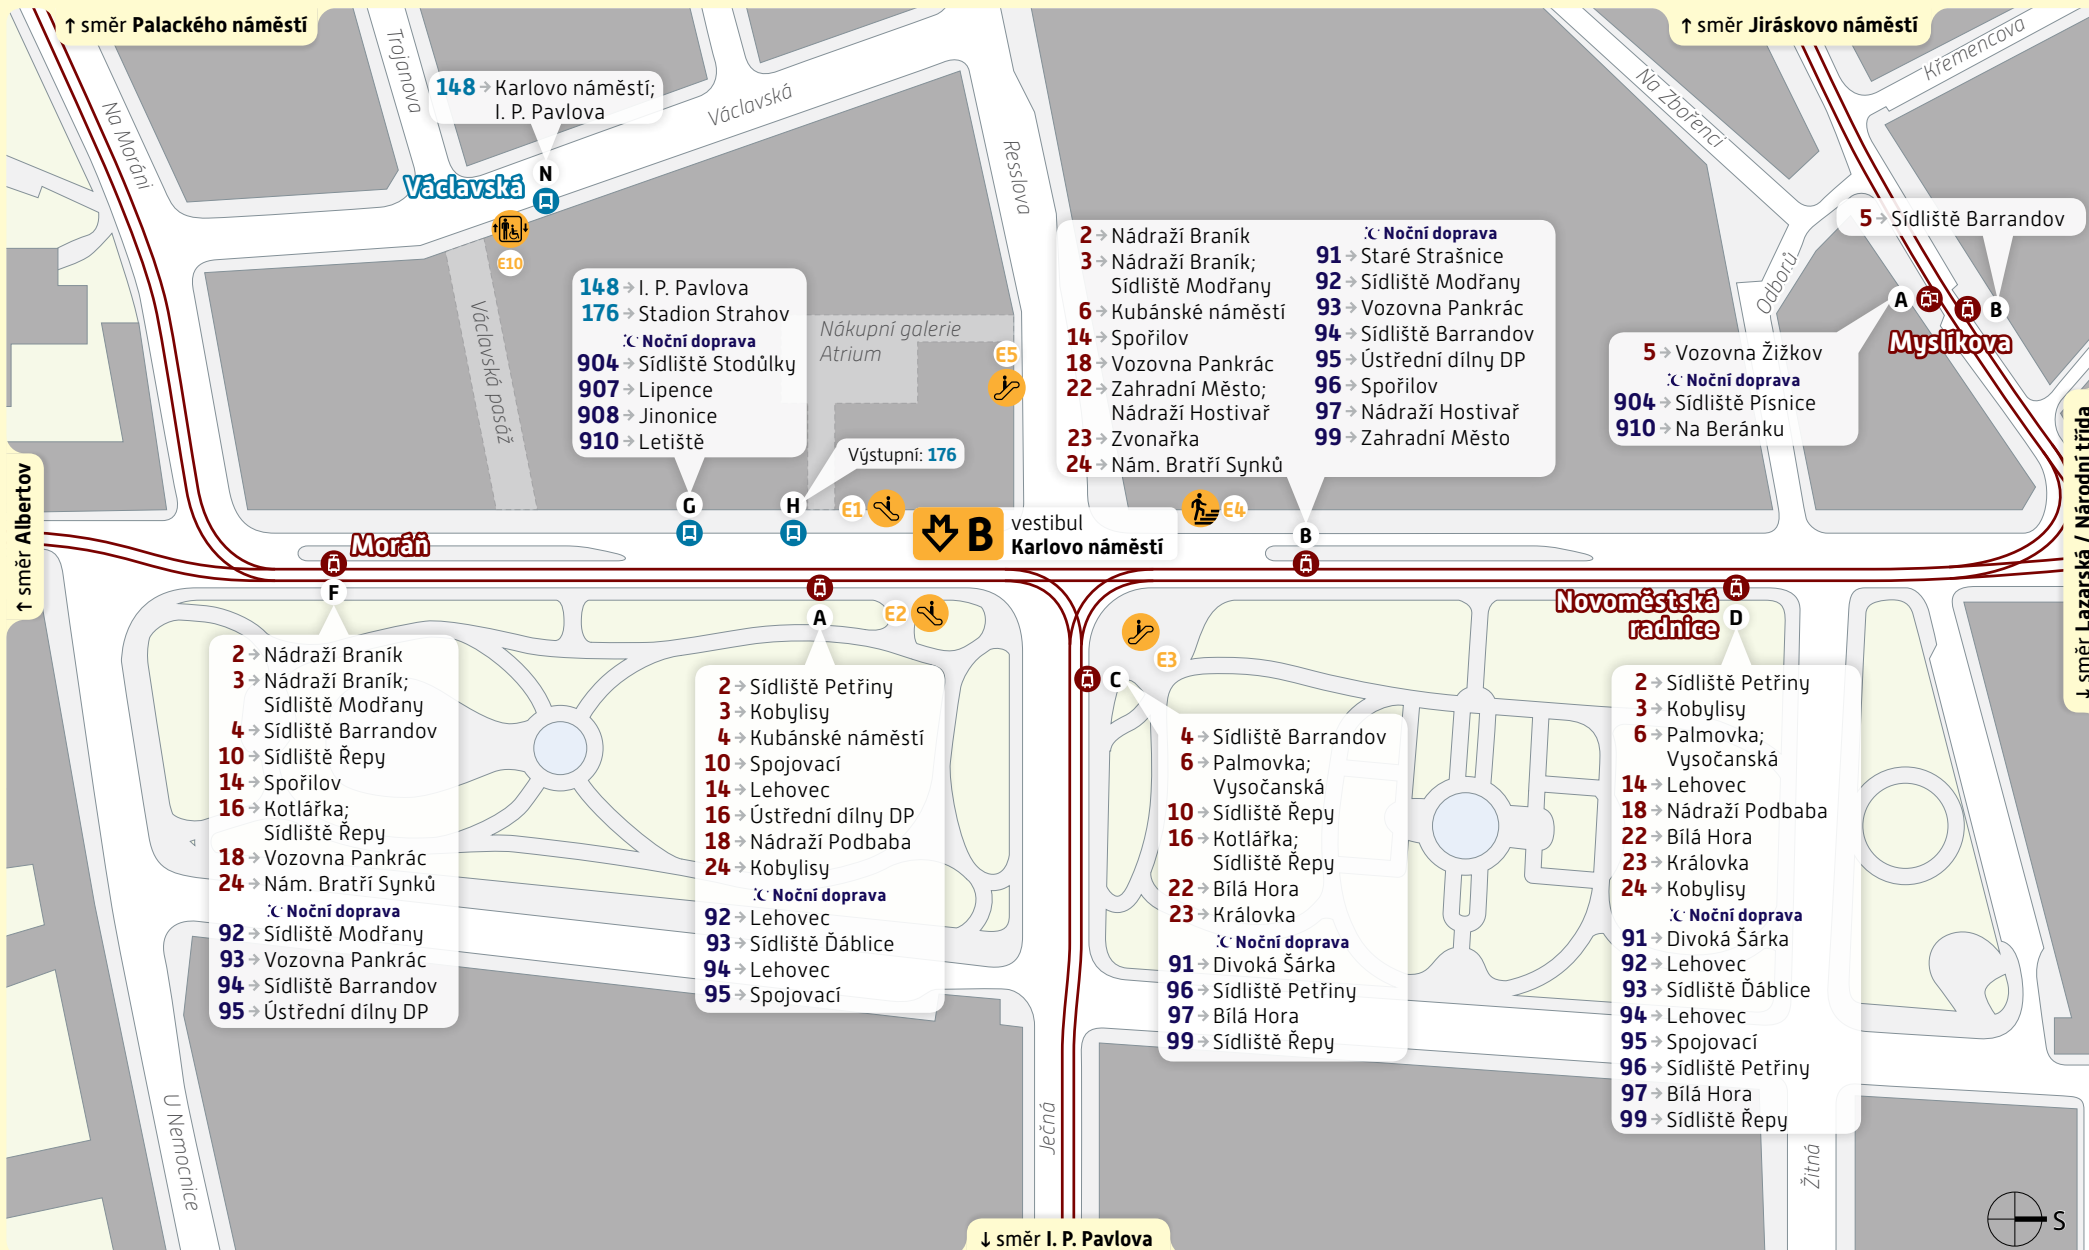 ↑ směr Palackého náměstí
↑ směr Jiráskovo náměstí
Křemencova
Na Zbořenci
Trojanova
Na Moráni
148 → Karlovo náměstí;
I. P. Pavlova
Václavská
N
Václavská
E10
Resslova
Václavská pasáž
148 → I. P. Pavlova
176 → Stadion Strahov
Noční doprava
904 → Sídliště Stodůlky
907 → Lipence
908 → Jinonice
910 → Letiště
G
Nákupní galerie
Atrium
E5
Výstupní: 176
H
E1
B
vestibul
Karlovo náměstí
E4
2 → Nádraží Braník
3 → Nádraží Braník;
Sídliště Modřany
6 → Kubánské náměstí
14 → Spořilov
18 → Vozovna Pankrác
22 → Zahradní Město;
Nádraží Hostivař
23 → Zvonařka
24 → Nám. Bratří Synků
Noční doprava
91 → Staré Strašnice
92 → Sídliště Modřany
93 → Vozovna Pankrác
94 → Sídliště Barrandov
95 → Ústřední dílny DP
96 → Spořilov
97 → Nádraží Hostivař
99 → Zahradní Město
B
Odborů
5 → Sídliště Barrandov
A
B
Myslíkova
5 → Vozovna Žižkov
Noční doprava
904 → Sídliště Písnice
910 → Na Beránku
↑ směr Albertov
↓ směr Lazarská / Národní třída
Moráň
F
2 → Nádraží Braník
3 → Nádraží Braník;
Sídliště Modřany
4 → Sídliště Barrandov
10 → Sídliště Řepy
14 → Spořilov
16 → Kotlářka;
Sídliště Řepy
18 → Vozovna Pankrác
24 → Nám. Bratří Synků
Noční doprava
92 → Sídliště Modřany
93 → Vozovna Pankrác
94 → Sídliště Barrandov
95 → Ústřední dílny DP
A
E2
2 → Sídliště Petřiny
3 → Kobylisy
4 → Kubánské náměstí
10 → Spojovací
14 → Lehovec
16 → Ústřední dílny DP
18 → Nádraží Podbaba
24 → Kobylisy
Noční doprava
92 → Lehovec
93 → Sídliště Ďáblice
94 → Lehovec
95 → Spojovací
E3
C
4 → Sídliště Barrandov
6 → Palmovka;
Vysočanská
10 → Sídliště Řepy
16 → Kotlářka;
Sídliště Řepy
22 → Bílá Hora
23 → Královka
Noční doprava
91 → Divoká Šárka
96 → Sídliště Petřiny
97 → Bílá Hora
99 → Sídliště Řepy
Novoměstská
radnice
D
2 → Sídliště Petřiny
3 → Kobylisy
6 → Palmovka;
Vysočanská
14 → Lehovec
18 → Nádraží Podbaba
22 → Bílá Hora
23 → Královka
24 → Kobylisy
Noční doprava
91 → Divoká Šárka
92 → Lehovec
93 → Sídliště Ďáblice
94 → Lehovec
95 → Spojovací
96 → Sídliště Petřiny
97 → Bílá Hora
99 → Sídliště Řepy
U Nemocnice
Ječná
Žitná
S
↓ směr I. P. Pavlova